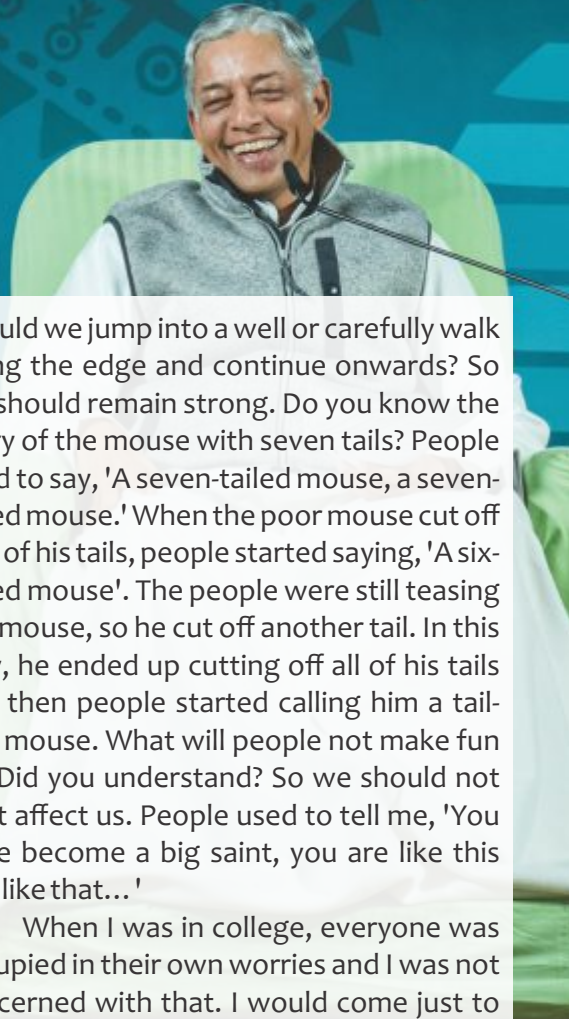 uld we jump into a well or carefully walk
ng the edge and continue onwards? So
should remain strong. Do you know the
ry of the mouse with seven tails? People
d to say, 'A seven-tailed mouse, a seven-
ed mouse.' When the poor mouse cut off
of his tails, people started saying, 'A six-
ed mouse'. The people were still teasing
mouse, so he cut off another tail. In this
, he ended up cutting off all of his tails
then people started calling him a tail-
mouse. What will people not make fun
Did you understand? So we should not
t affect us. People used to tell me, 'You
e become a big saint, you are like this
like that...'
When I was in college, everyone was
upied in their own worries and I was not
cerned with that. I would come just to